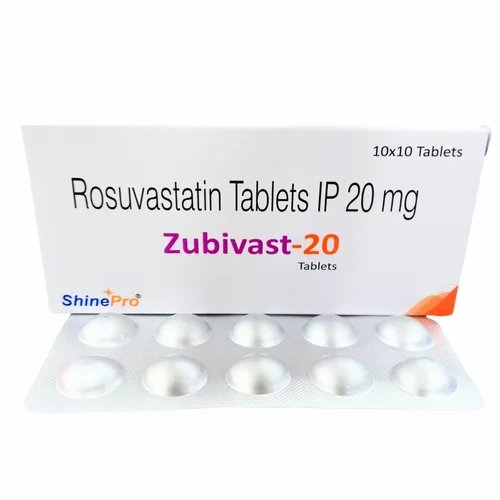 10x10 Tablets
Rosuvastatin Tablets IP 20 mg
Zubivast-20
Tablets
ShinePro®